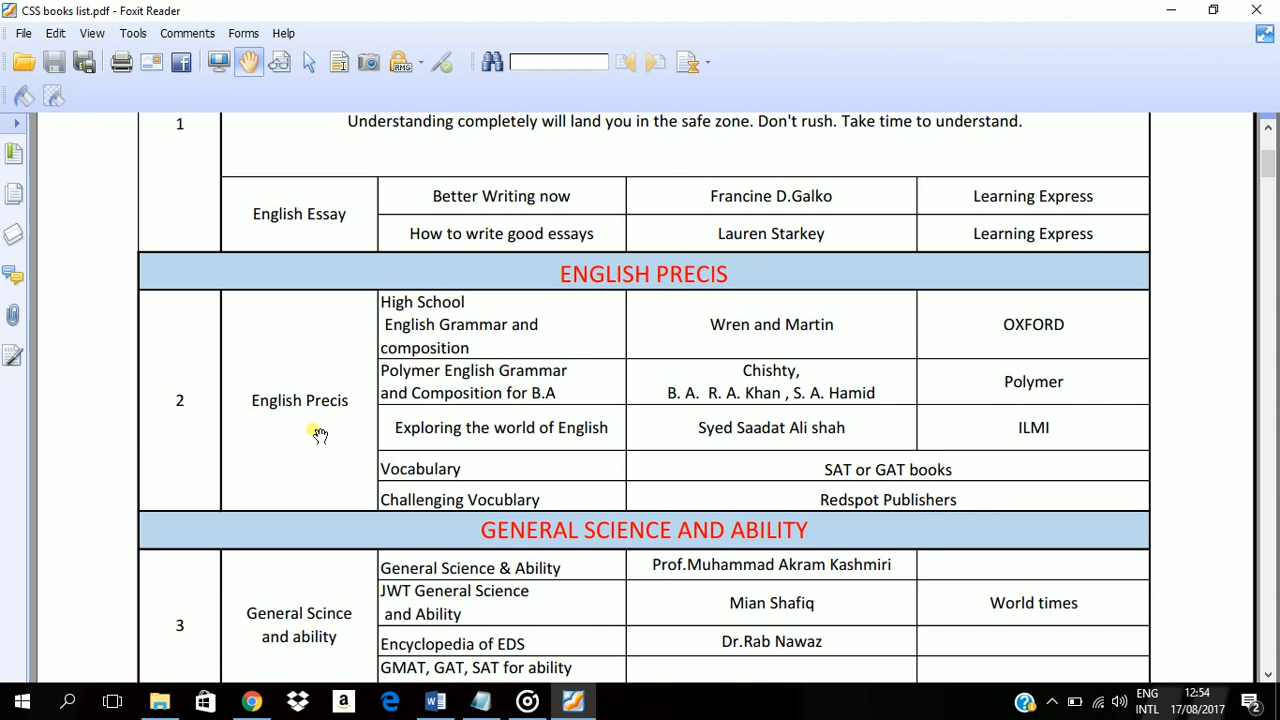 CSS books list.pdf - Foxit Reader
File Edit View Tools Comments Forms Help
RMS
1
Understanding completely will land you in the safe zone. Don't rush. Take time to understand.
English Essay
Better Writing now Francine D.Galko Learning Express
How to write good essays Lauren Starkey Learning Express
ENGLISH PRECIS
2
English Precis
High School
English Grammar and
composition
Wren and Martin
OXFORD
Polymer English Grammar
and Composition for B.A
Chishty,
B. A. R. A. Khan , S. A. Hamid
Polymer
Exploring the world of English Syed Saadat Ali shah ILMI
Vocabulary SAT or GAT books
Challenging Vocublary Redspot Publishers
GENERAL SCIENCE AND ABILITY
3
General Scince
and ability
General Science & Ability Prof.Muhammad Akram Kashmiri
JWT General Science
and Ability
Mian Shafiq
World times
Encyclopedia of EDS Dr.Rab Nawaz
GMAT, GAT, SAT for ability
ENG
INTL
12:54
17/08/2017
2